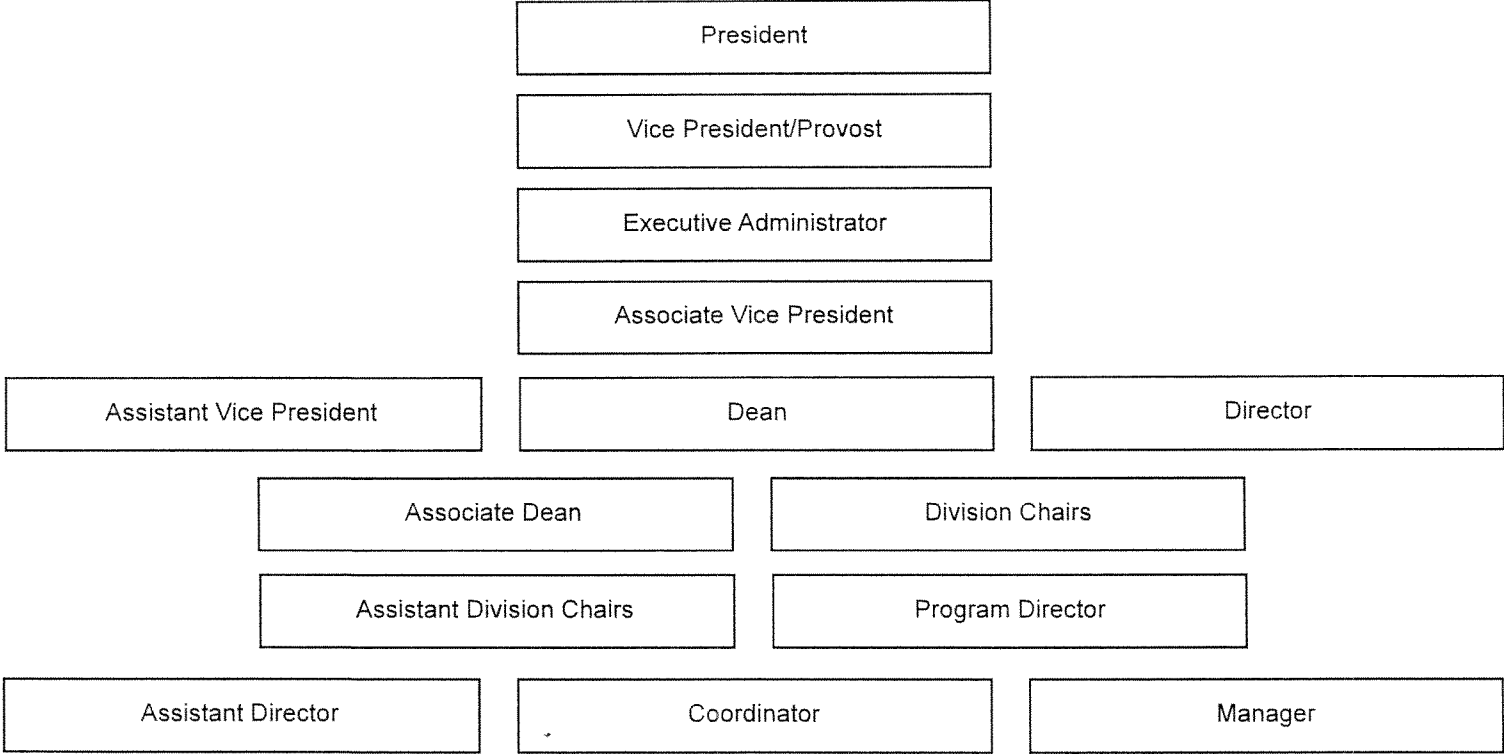 President
Vice President/Provost
Executive Administrator
Associate Vice President
Assistant Vice President
Dean
Director
Associate Dean
Division Chairs
Assistant Division Chairs
Program Director
Assistant Director
Coordinator
Manager